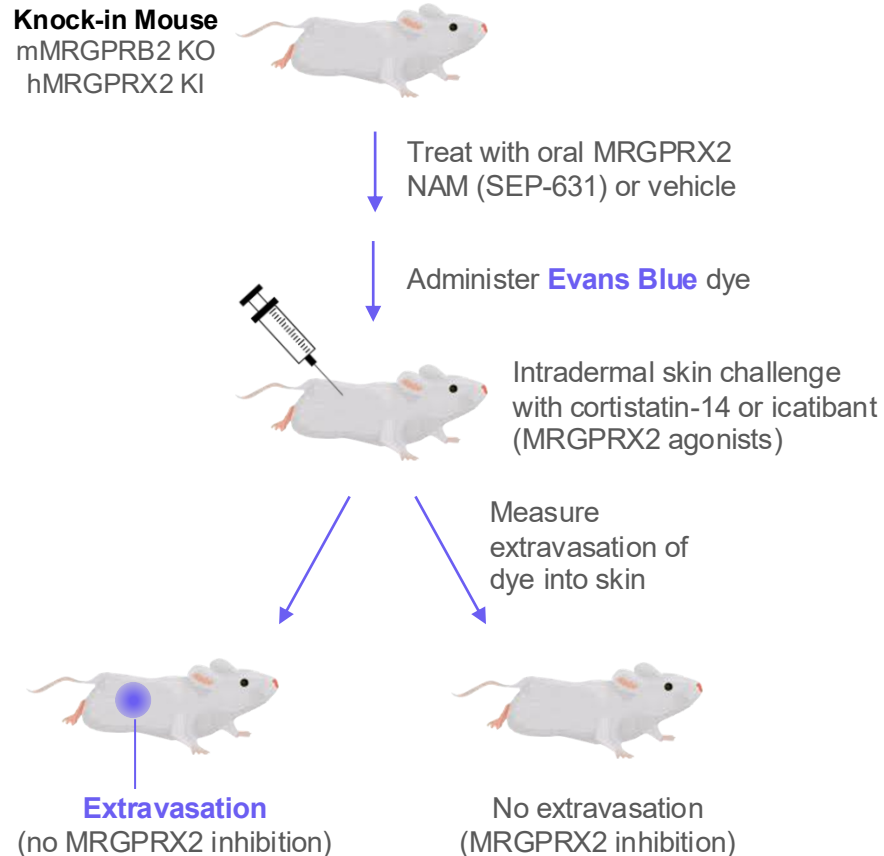 Knock-in Mouse
mMRGPRB2 KO
hMRGPRX2 KI
Treat with oral MRGPRX2
NAM (SEP-631) or vehicle
Administer Evans Blue dye
Intradermal skin challenge
with cortistatin-14 or icatibant
(MRGPRX2 agonists)
Measure
extravasation of
dye into skin
Extravasation
(no MRGPRX2 inhibition)
No extravasation
(MRGPRX2 inhibition)